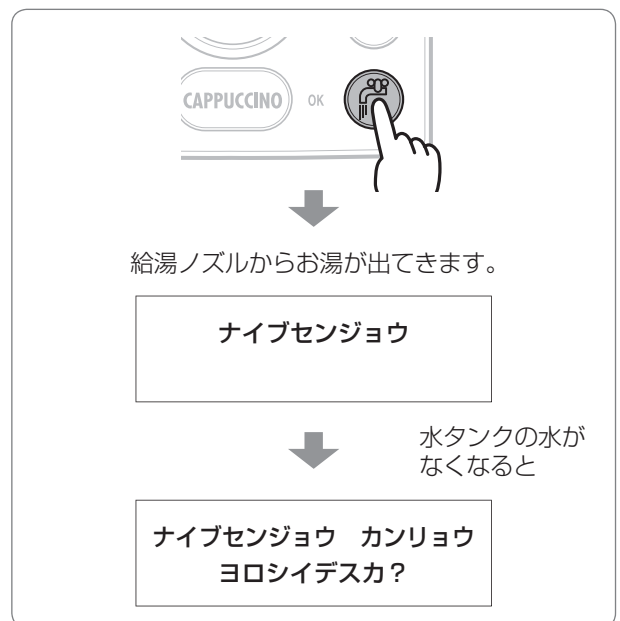 CAPPUCCINO OK
給湯ノズルからお湯が出てきます。
ナイブセンジョウ
水タンクの水が
なくなると
ナイブセンジョウ　カンリョウ
ヨロシイデスカ？